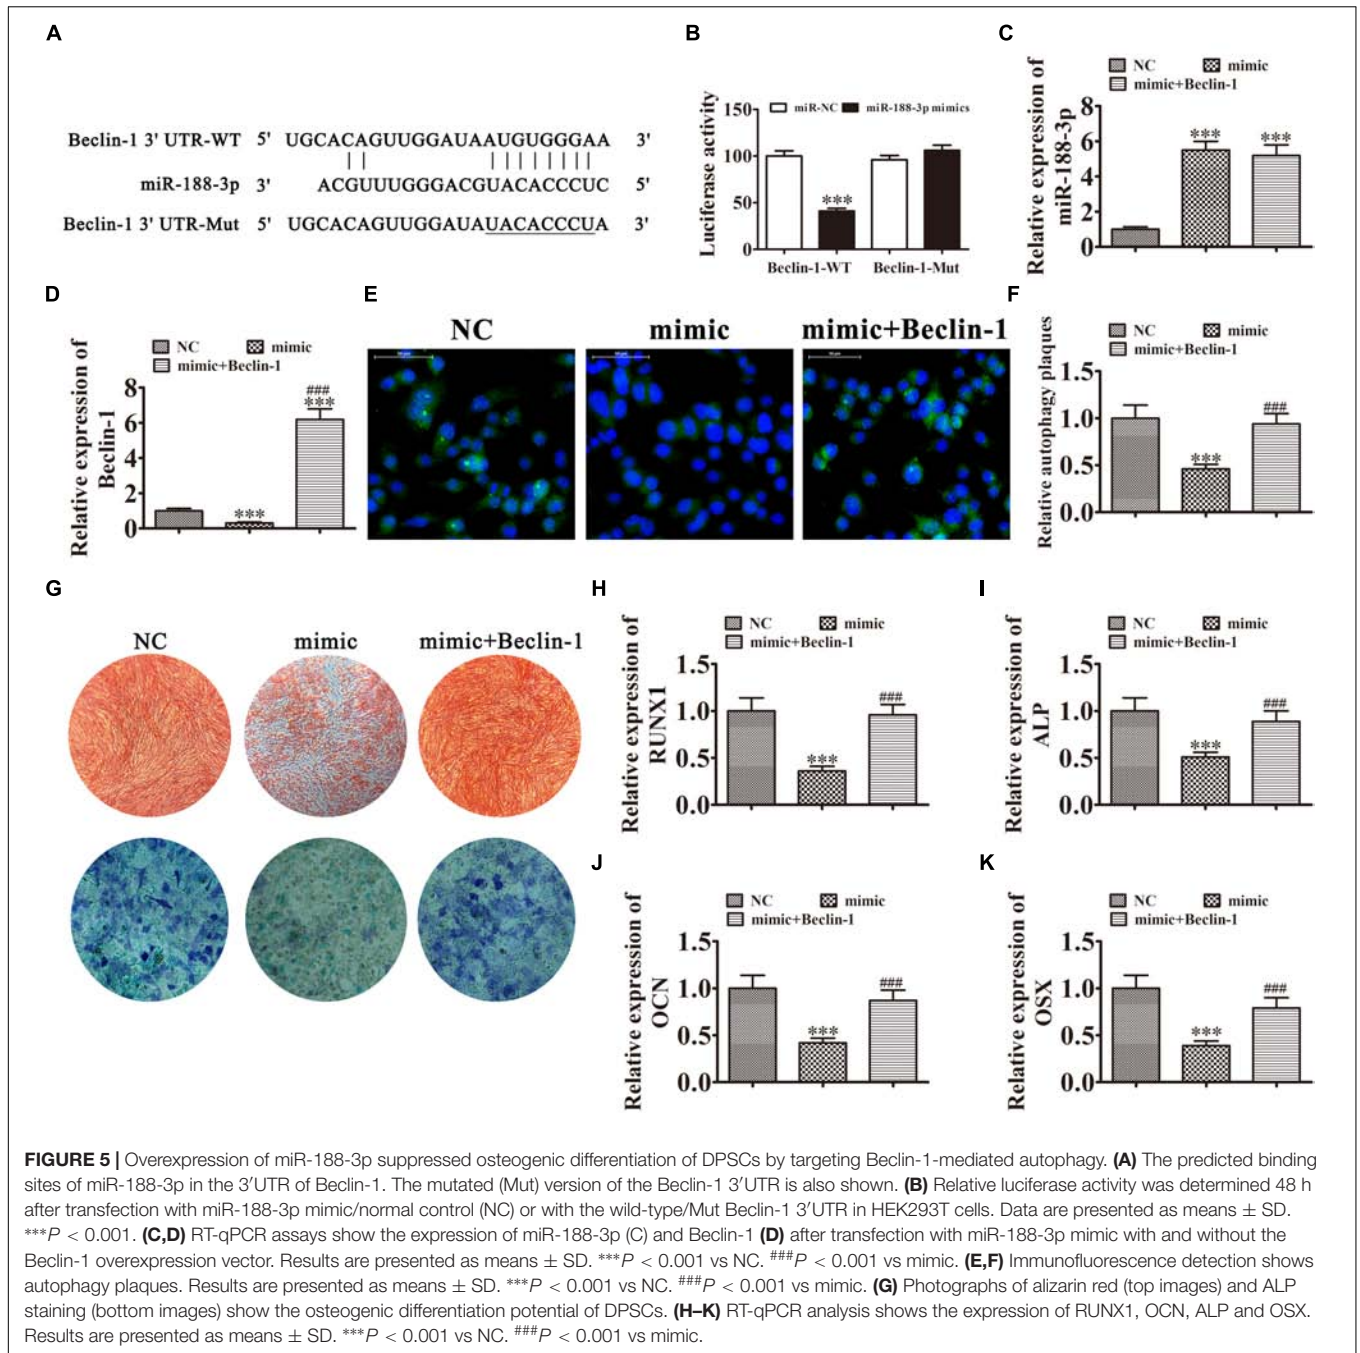 A
Beclin-1 3' UTR-WT 5' UGCACAGUUGGAUAAUGUGGGAA 3'
miR-188-3p 3' ACGUUUGGGACGUACACCCUC 5'
Beclin-1 3' UTR-Mut 5' UGCACAGUUGGAUAUACACCCUA 3'
B
Luciferase activity
miR-NC miR-188-3p mimics
150
100
50
0
***
Beclin-1-WT Beclin-1-Mut
C
Relative expression of
miR-188-3p
NC mimic
mimic+Beclin-1
8
6
4
2
0
*** ***
D
Relative expression of
Beclin-1
NC mimic
mimic+Beclin-1
8
6
4
2
0
***
###
***
E
NC mimic mimic+Beclin-1
F
Relative autophagy plaques
NC mimic
mimic+Beclin-1
1.5
1.0
0.5
0.0
*** ###
G
NC mimic mimic+Beclin-1
H
Relative expression of
RUNX1
NC mimic
mimic+Beclin-1
1.5
1.0
0.5
0.0
*** ###
I
Relative expression of
ALP
NC mimic
mimic+Beclin-1
1.5
1.0
0.5
0.0
*** ###
J
Relative expression of
OCN
NC mimic
mimic+Beclin-1
1.5
1.0
0.5
0.0
*** ###
K
Relative expression of
OSX
NC mimic
mimic+Beclin-1
1.5
1.0
0.5
0.0
*** ###
FIGURE 5 | Overexpression of miR-188-3p suppressed osteogenic differentiation of DPSCs by targeting Beclin-1-mediated autophagy. (A) The predicted binding
sites of miR-188-3p in the 3′UTR of Beclin-1. The mutated (Mut) version of the Beclin-1 3′UTR is also shown. (B) Relative luciferase activity was determined 48 h
after transfection with miR-188-3p mimic/normal control (NC) or with the wild-type/Mut Beclin-1 3′UTR in HEK293T cells. Data are presented as means ± SD.
***P < 0.001. (C,D) RT-qPCR assays show the expression of miR-188-3p (C) and Beclin-1 (D) after transfection with miR-188-3p mimic with and without the
Beclin-1 overexpression vector. Results are presented as means ± SD. ***P < 0.001 vs NC. ###P < 0.001 vs mimic. (E,F) Immunofluorescence detection shows
autophagy plaques. Results are presented as means ± SD. ***P < 0.001 vs NC. ###P < 0.001 vs mimic. (G) Photographs of alizarin red (top images) and ALP
staining (bottom images) show the osteogenic differentiation potential of DPSCs. (H–K) RT-qPCR analysis shows the expression of RUNX1, OCN, ALP and OSX.
Results are presented as means ± SD. ***P < 0.001 vs NC. ###P < 0.001 vs mimic.